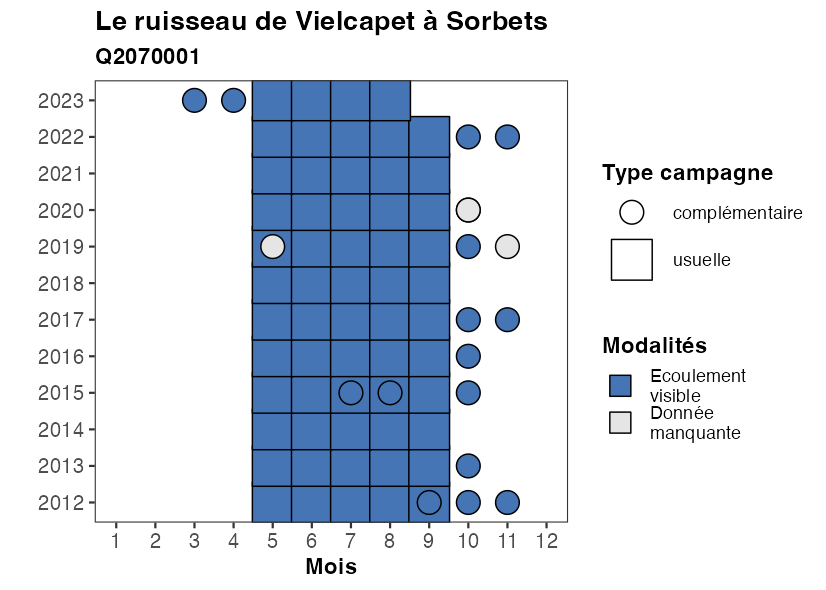 Le ruisseau de Vielcapet à Sorbets
Q2070001
2023
2022
2021
2020
2019
2018
2017
2016
2015
2014
2013
2012
1 2 3 4 5 6 7 8 9 10 11 12
Mois
Type campagne
complémentaire
usuelle
Modalités
Ecoulement
visible
Donnée
manquante